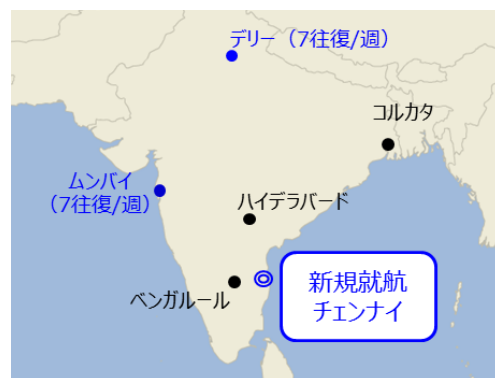 デリー（7往復/週）
コルカタ
ムンバイ
（7往復/週）
ハイデラバード
ベンガルール
新規就航
チェンナイ